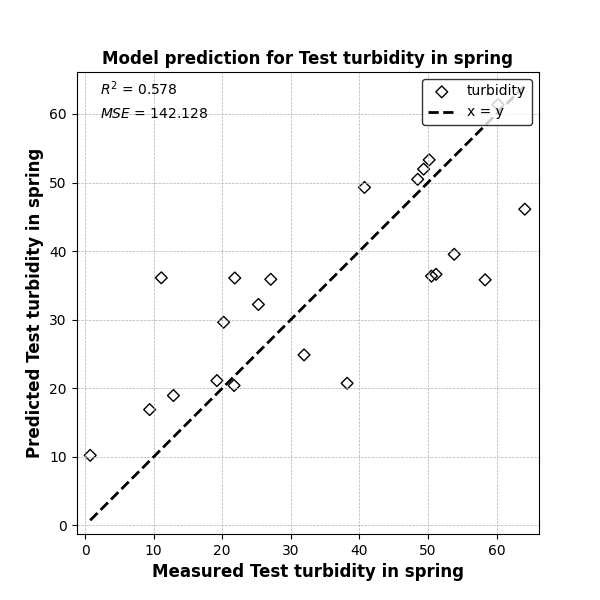 Model prediction for Test turbidity in spring
R² = 0.578
MSE = 142.128
turbidity
x = y
Predicted Test turbidity in spring
60
50
40
30
20
10
0
0 10 20 30 40 50 60
Measured Test turbidity in spring